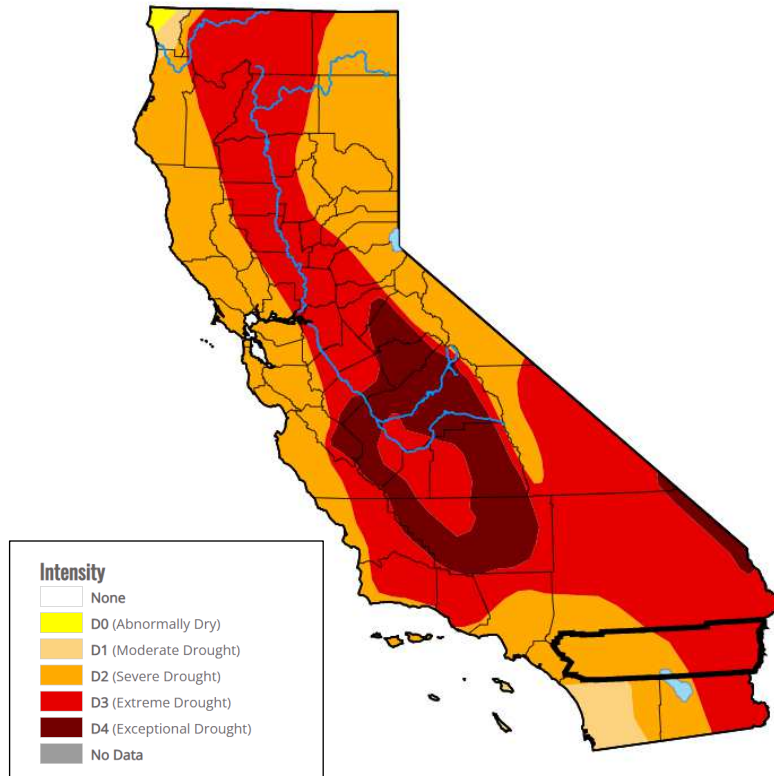 Intensity
None
D0 (Abnormally Dry)
D1 (Moderate Drought)
D2 (Severe Drought)
D3 (Extreme Drought)
D4 (Exceptional Drought)
No Data